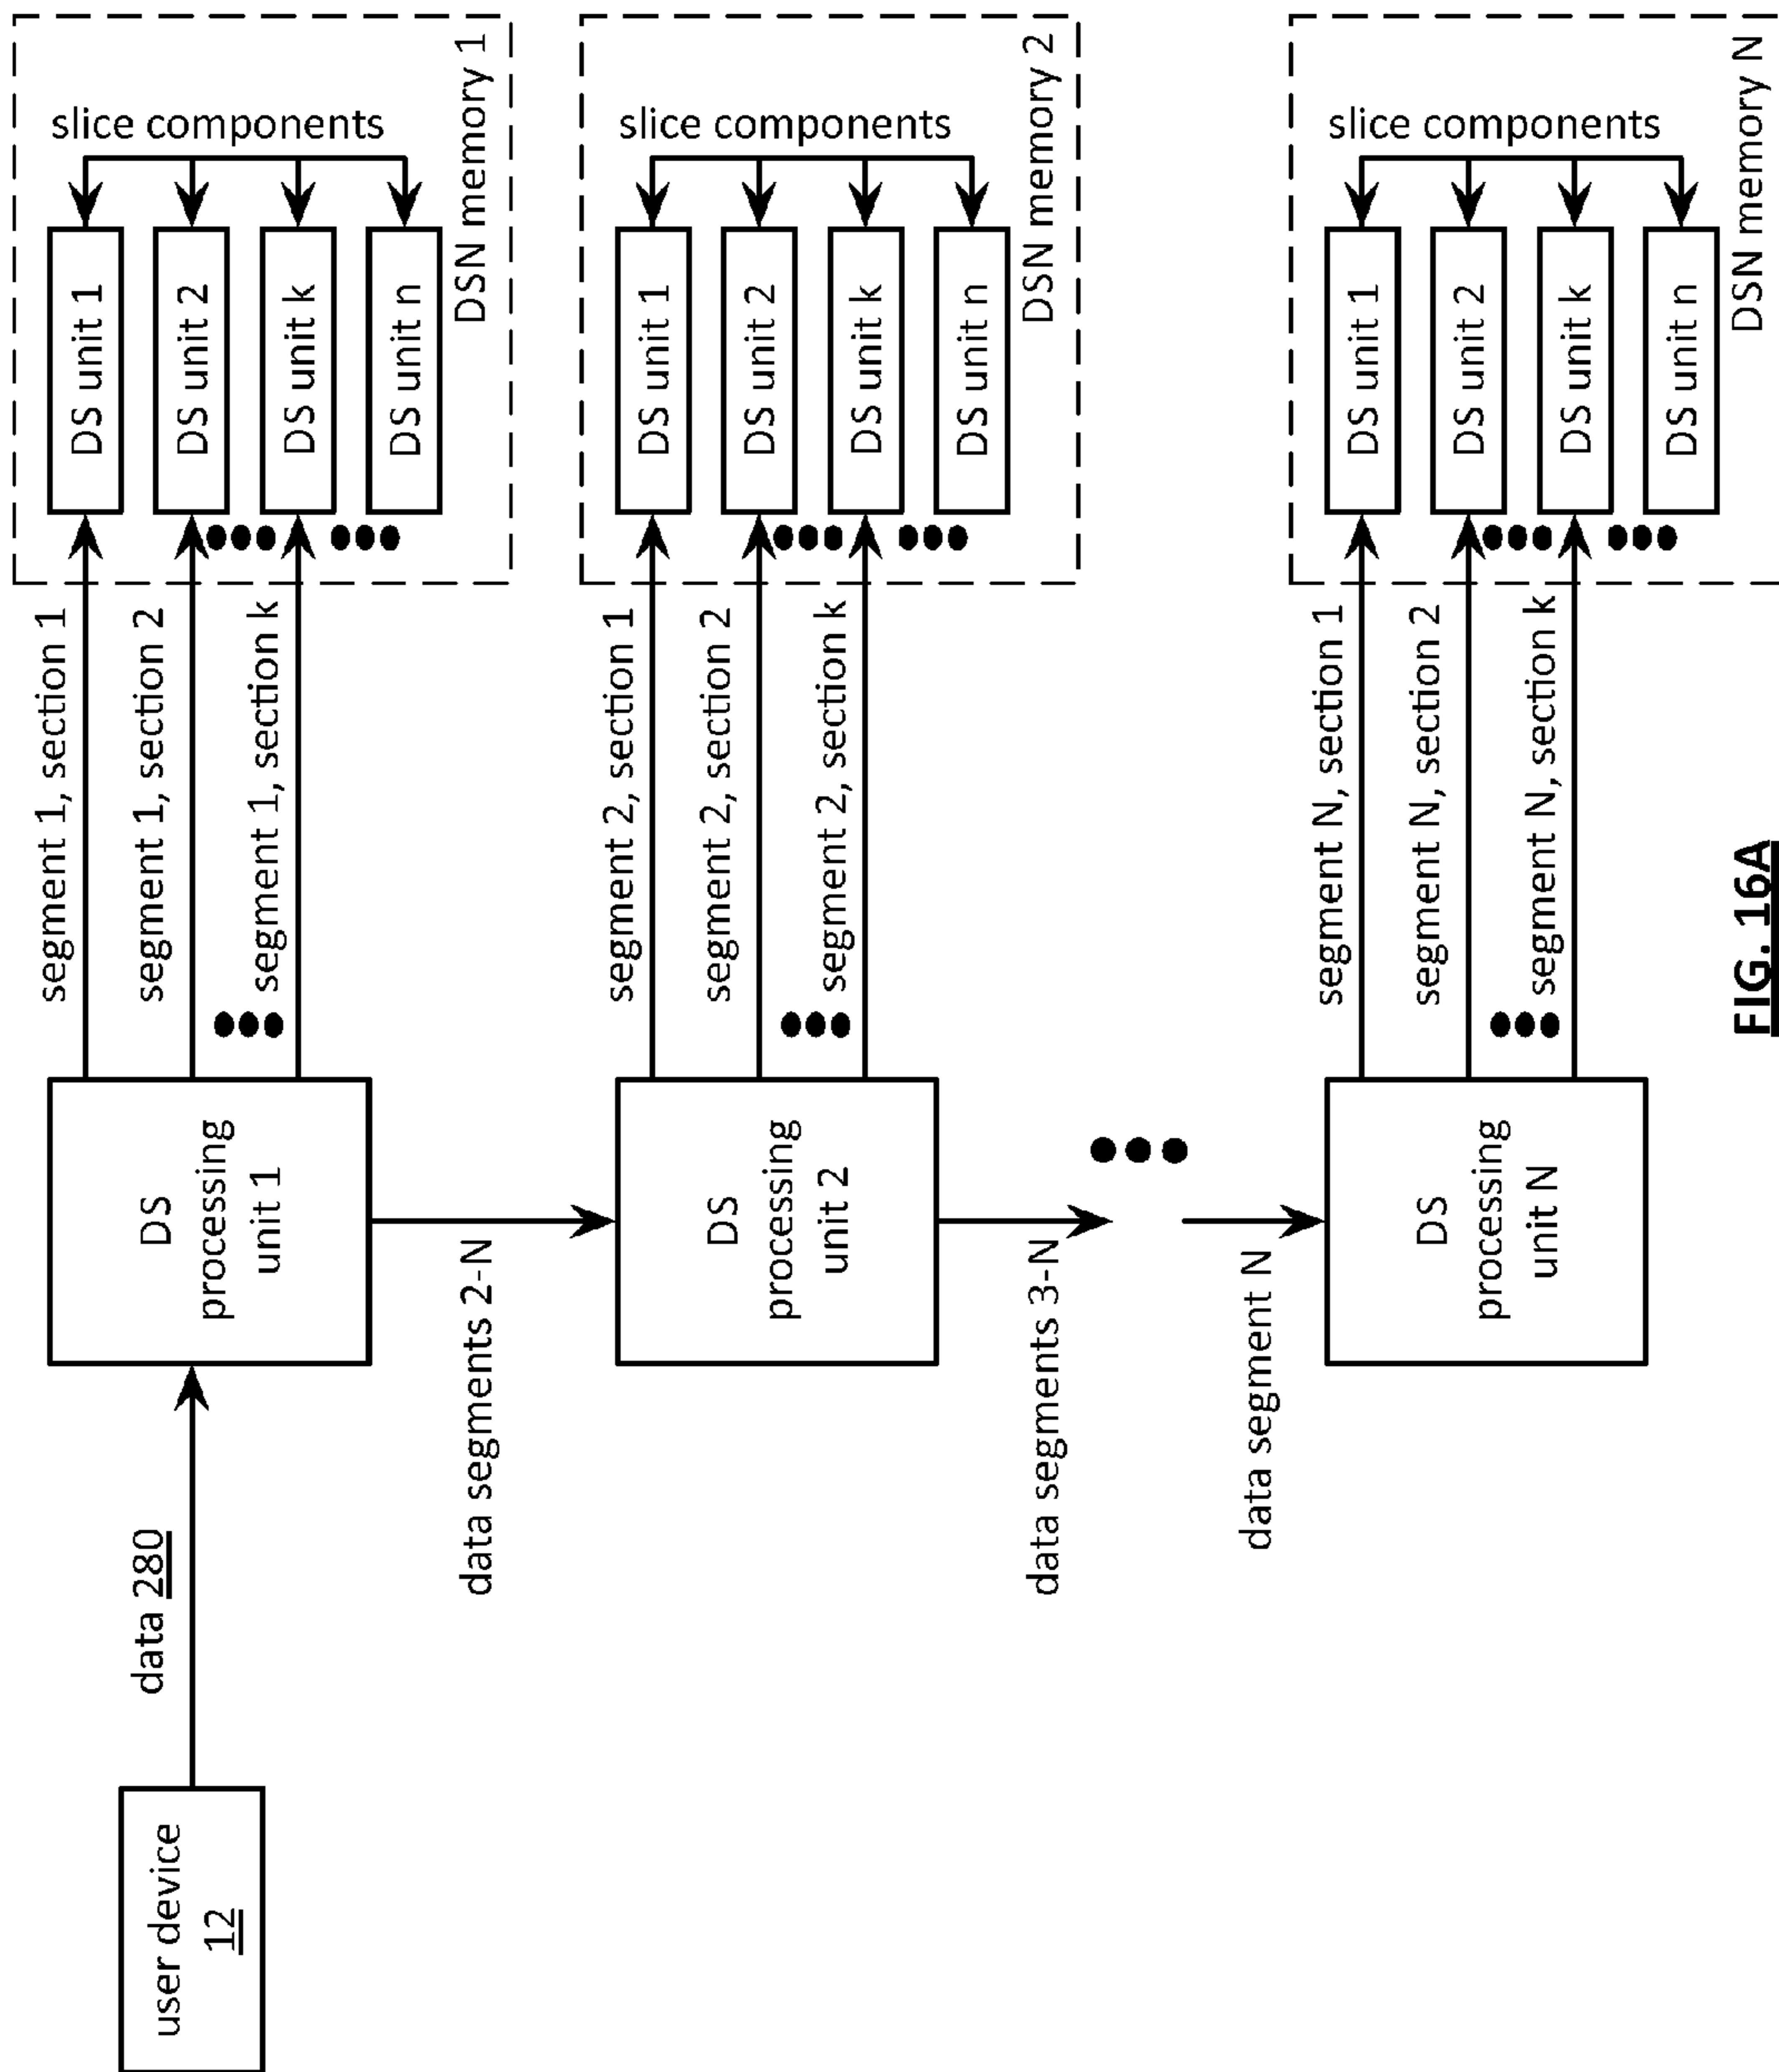 user device
12
data 280
DS
processing
unit 1
segment 1, section 1
segment 1, section 2
segment 1, section k
DS unit 1
DS unit 2
DS unit k
DS unit n
slice components
DSN memory 1
data segments 2-N
DS
processing
unit 2
segment 2, section 1
segment 2, section 2
segment 2, section k
DS unit 1
DS unit 2
DS unit k
DS unit n
slice components
DSN memory 2
data segments 3-N
data segment N
DS
processing
unit N
segment N, section 1
segment N, section 2
segment N, section k
DS unit 1
DS unit 2
DS unit k
DS unit n
slice components
DSN memory N
FIG. 16A